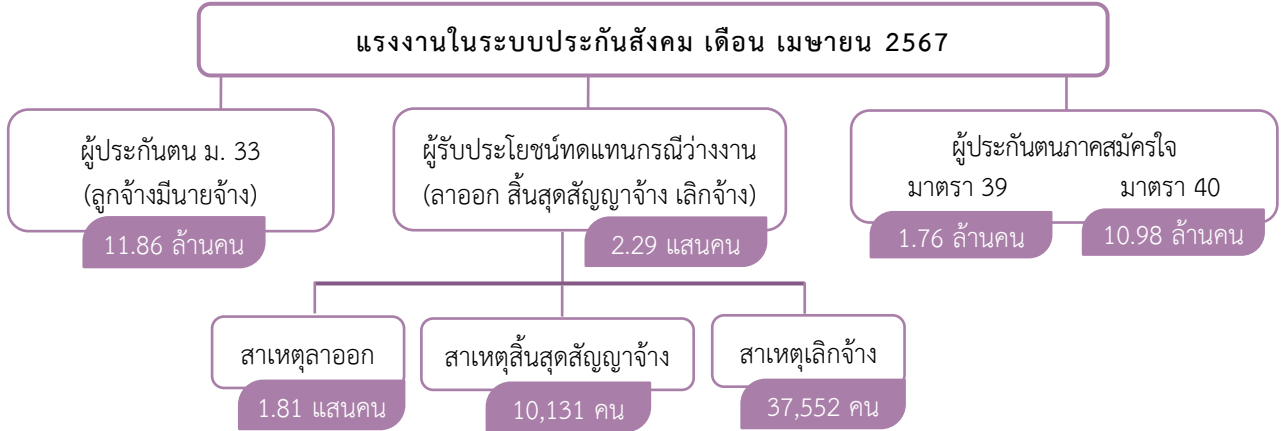 แรงงานในระบบประกันสังคม เดือน เมษายน 2567
ผู้ประกันตน ม. 33
(ลูกจ้างมีนายจ้าง)
11.86 ล้านคน
ผู้รับประโยชน์ทดแทนกรณีว่างงาน
(ลาออก สิ้นสุดสัญญาจ้าง เลิกจ้าง)
2.29 แสนคน
ผู้ประกันตนภาคสมัครใจ
มาตรา 39 มาตรา 40
1.76 ล้านคน 10.98 ล้านคน
สาเหตุลาออก
1.81 แสนคน
สาเหตุสิ้นสุดสัญญาจ้าง
10,131 คน
สาเหตุเลิกจ้าง
37,552 คน